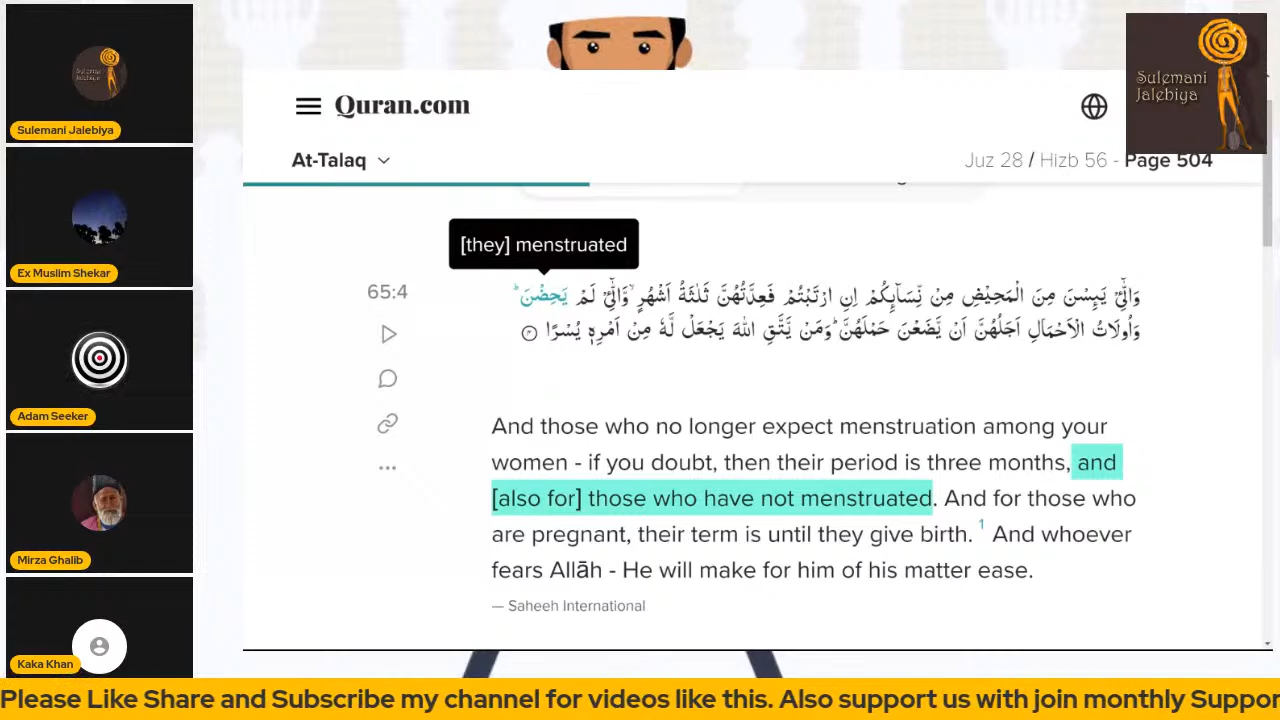 Sulemani
Jalebiya
Sulemani Jalebiya
Ex Muslim Shekar
Adam Seeker
Mirza Ghalib
Kaka Khan
Quran.com
Sulemani
Jalebiya
At-Talaq
Juz 28 / Hizb 56 - Page 504
[they] menstruated
65:4
وَالّٰٓـِٔیْ یَىِٕسْنَ مِنَ الْمَحِیْضِ مِنْ نِّسَآىِٕكُمْ اِنِ ارْتَبْتُمْ فَعِدَّتُهُنَّ ثَلٰثَةُ اَشْهُرٍ ۙ وَّالّٰٓـِٔیْ لَمْ یَحِضْنَ ؕ
وَاُولَاتُ الْاَحْمَالِ اَجَلُهُنَّ اَنْ یَّضَعْنَ حَمْلَهُنَّ ؕ وَمَنْ یَّتَّقِ اللّٰهَ یَجْعَلْ لَّهٗ مِنْ اَمْرِهٖ یُسْرًا ۟
And those who no longer expect menstruation among your
women - if you doubt, then their period is three months, and
[also for] those who have not menstruated. And for those who
are pregnant, their term is until they give birth. 1 And whoever
fears Allāh - He will make for him of his matter ease.
— Saheeh International
Please Like Share and Subscribe my channel for videos like this. Also support us with join monthly Suppor